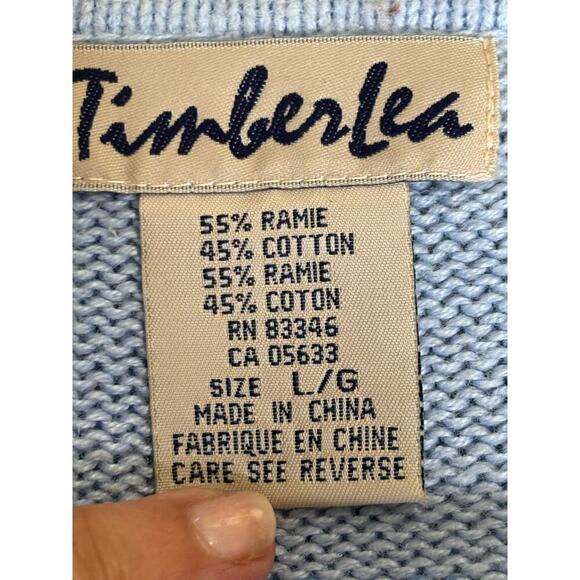 TimberLea
55% RAMIE
45% COTTON
55% RAMIE
45% COTON
RN 83346
CA 05633
SIZE L/G
MADE IN CHINA
FABRIQUE EN CHINE
CARE SEE REVERSE